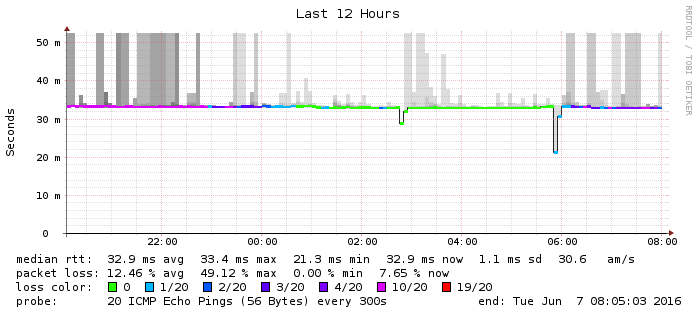 Last 12 Hours
RRDTOOL / TOBI OETIKER
Seconds
50 m
40 m
30 m
20 m
10 m
0
22:00 00:00 02:00 04:00 06:00 08:00
median rtt: 32.9 ms avg 33.4 ms max 21.3 ms min 32.9 ms now 1.1 ms sd 30.6 am/s
packet loss: 12.46 % avg 49.12 % max 0.00 % min 7.65 % now
loss color: 0 1/20 2/20 3/20 4/20 10/20 19/20
probe: 20 ICMP Echo Pings (56 Bytes) every 300s end: Tue Jun 7 08:05:03 2016